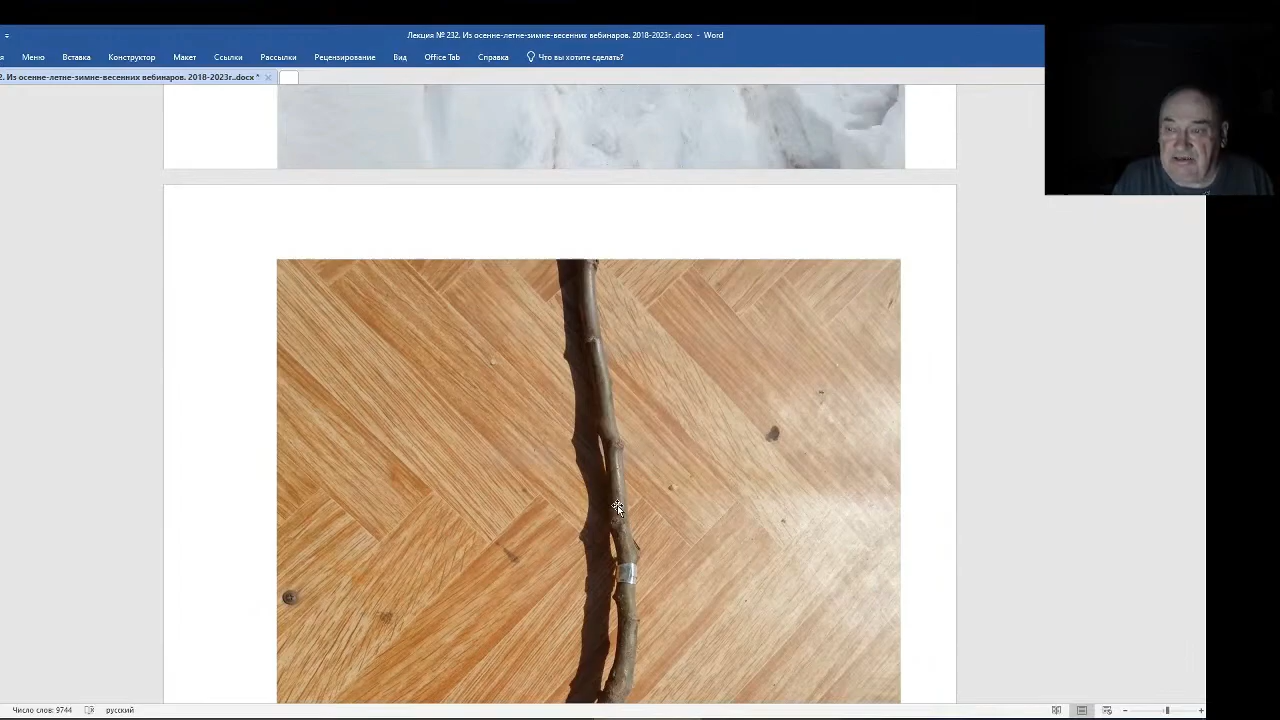 Лекция № 232. Из осенне-летне-зимне-весенних вебинаров. 2018-2023г..docx - Word
я Меню Вставка Конструктор Макет Ссылки Рассылки Рецензирование Вид Office Tab Справка Что вы хотите сделать?
2. Из осенне-летне-зимне-весенних вебинаров. 2018-2023г..docx *
Число слов: 9744 русский